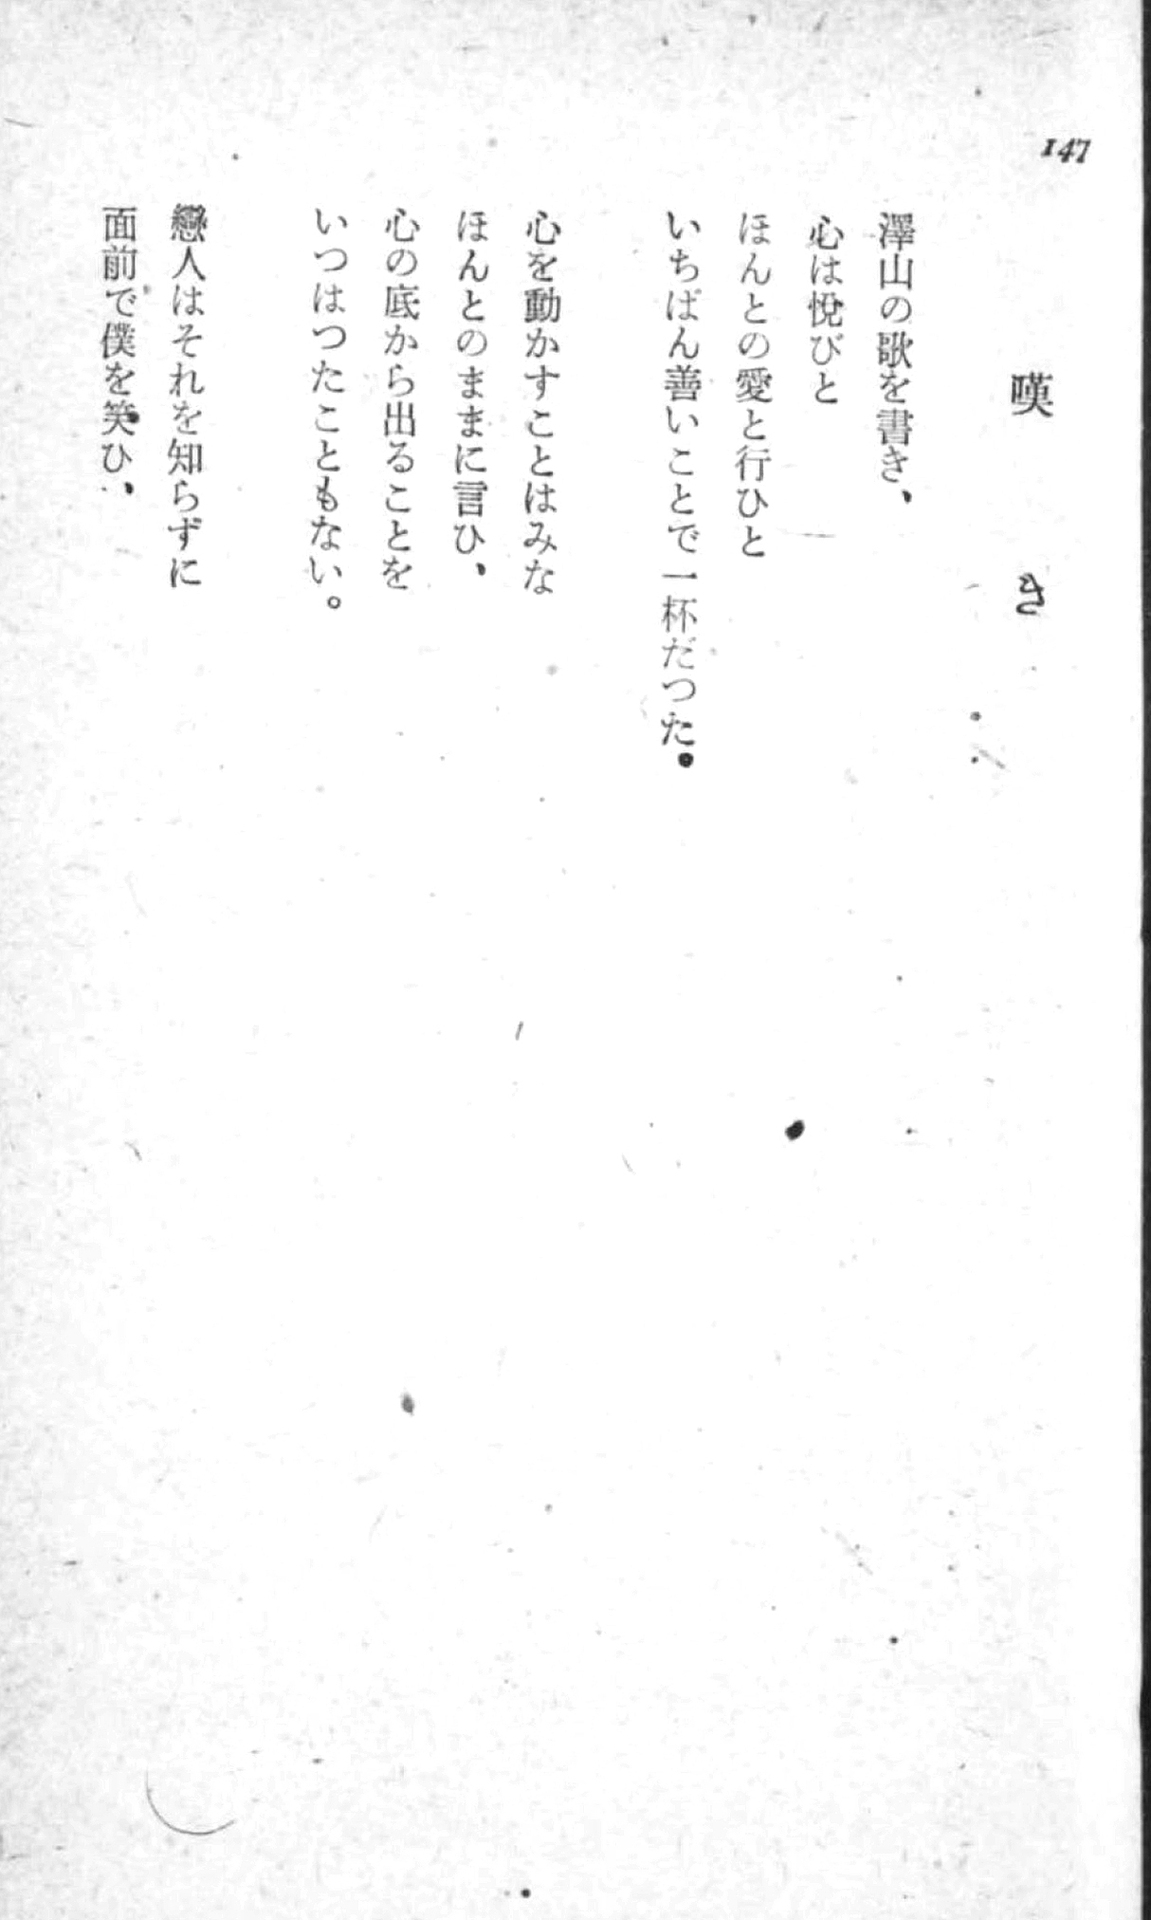 147
嘆き
澤山の歌を書き、
心は悅びと
ほんとの愛と行ひと
いちばん善いことで一杯だつた。
心を動かすことはみな
ほんとのままに言ひ、
心の底から出ることを
いつはつたこともない。
戀人はそれを知らずに
面前で僕を笑ひ、